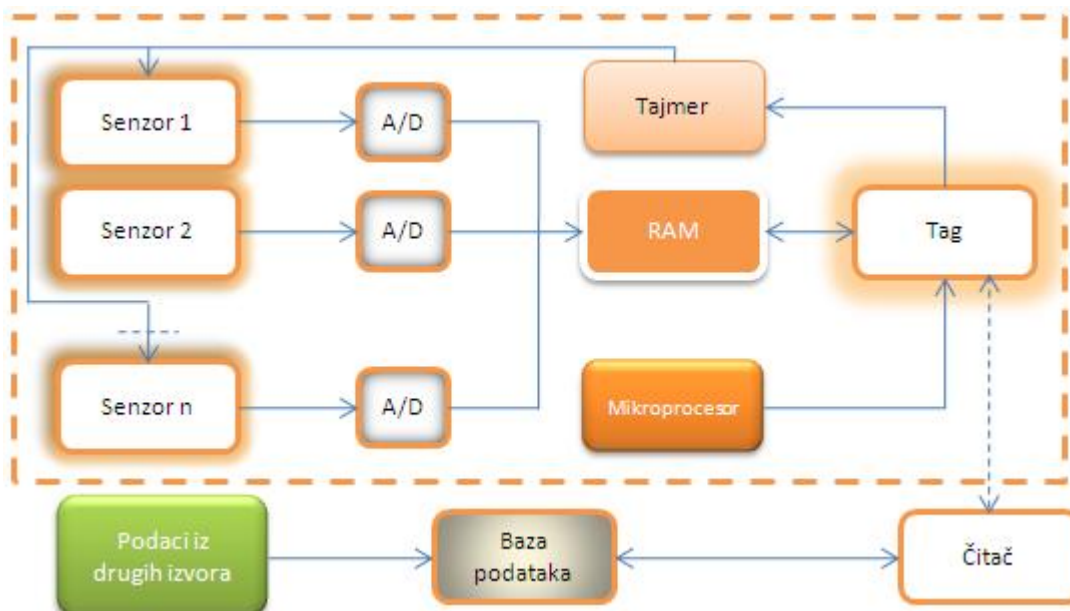 Senzor 1
A/D
Tajmer
Senzor 2
A/D
RAM
Tag
Senzor n
A/D
Mikroprocesor
Podaci iz
drugih izvora
Baza
podataka
Čitač